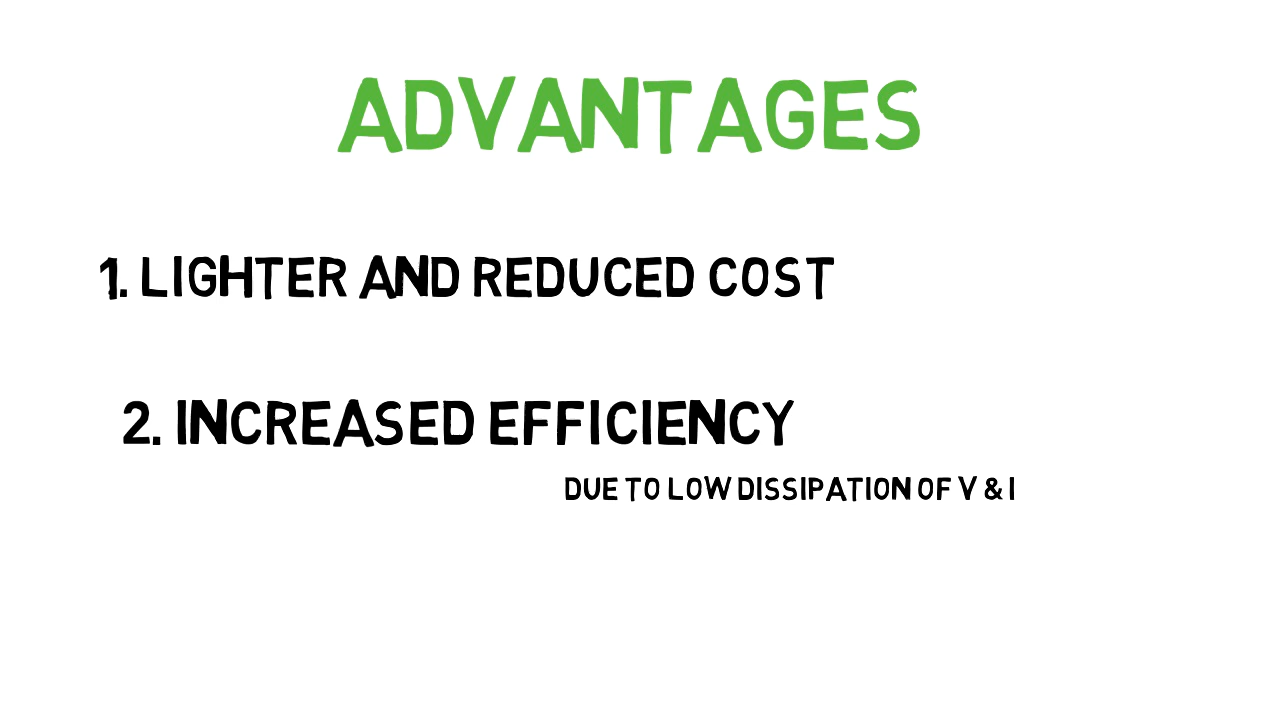 ADVANTAGES
1. LIGHTER AND REDUCED COST
2. INCREASED EFFICIENCY
DUE TO LOW DISSIPATION OF V & I